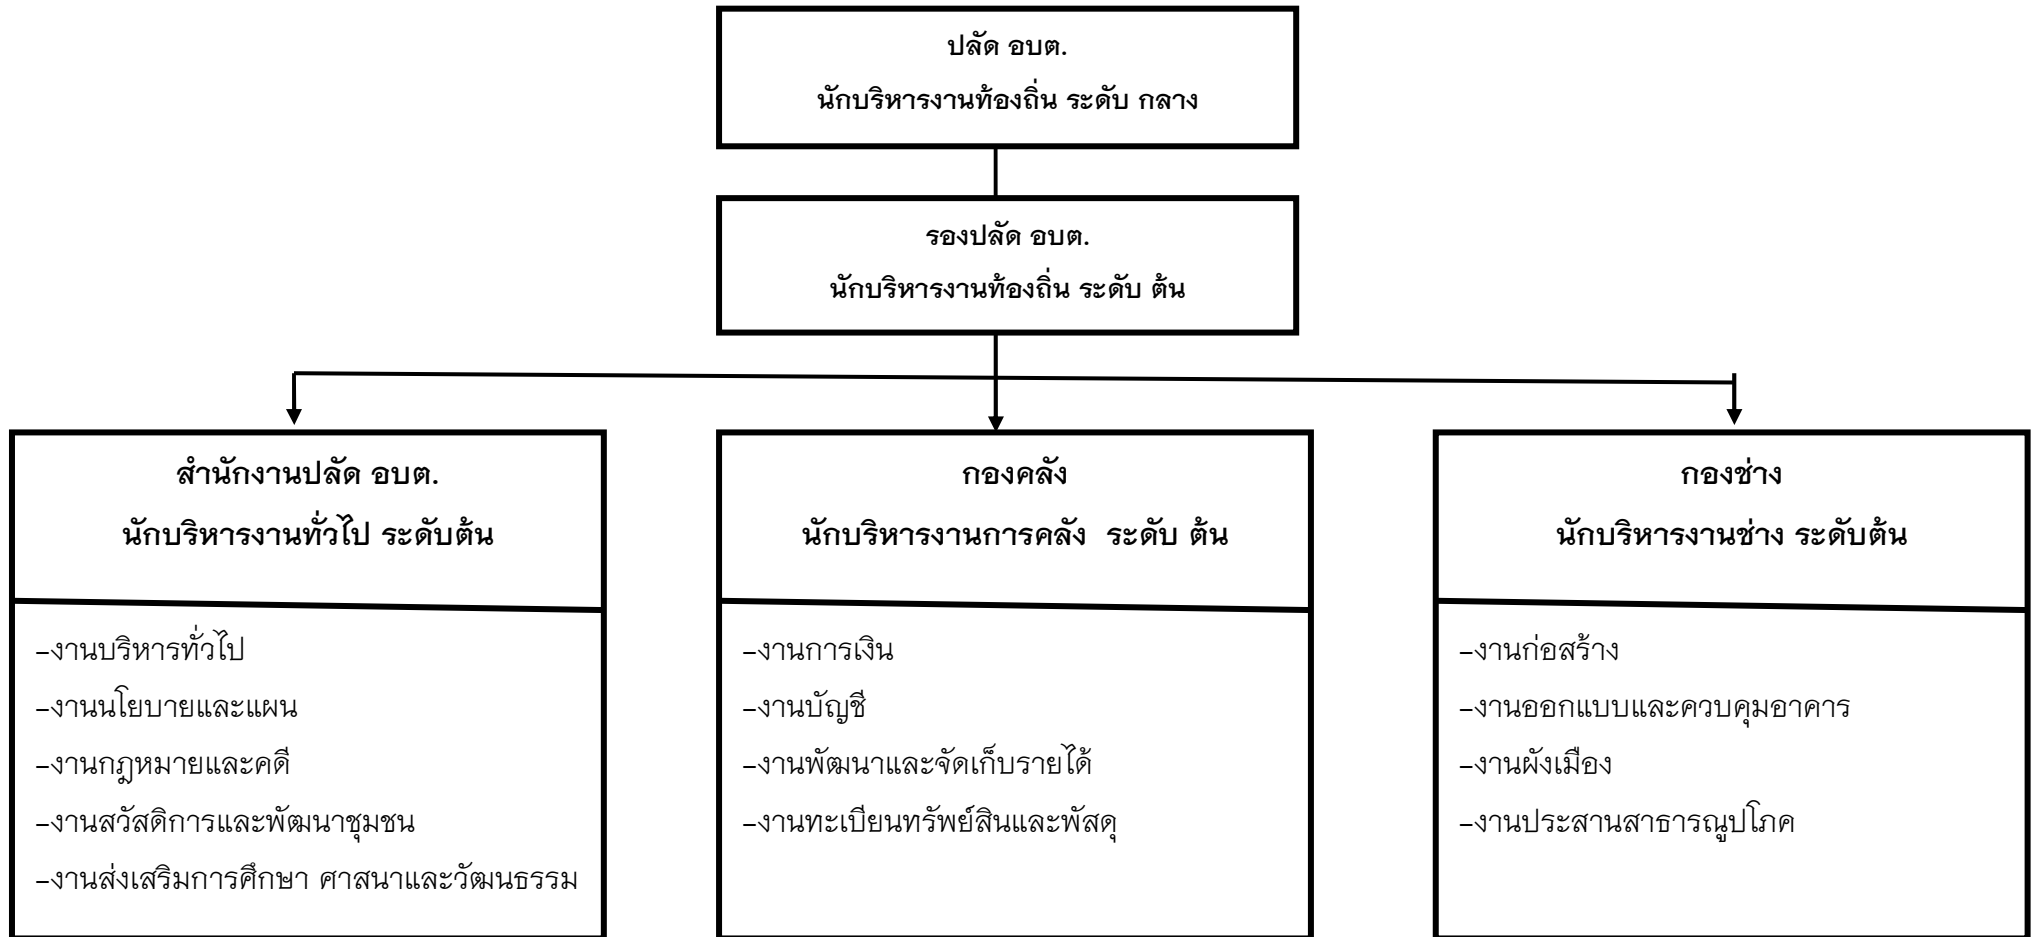 ปลัด อบต.
นักบริหารงานท้องถิ่น ระดับ กลาง
รองปลัด อบต.
นักบริหารงานท้องถิ่น ระดับ ต้น
สำนักงานปลัด อบต.
นักบริหารงานทั่วไป ระดับต้น
-งานบริหารทั่วไป
-งานนโยบายและแผน
-งานกฎหมายและคดี
-งานสวัสดิการและพัฒนาชุมชน
-งานส่งเสริมการศึกษา ศาสนาและวัฒนธรรม
กองคลัง
นักบริหารงานการคลัง ระดับ ต้น
-งานการเงิน
-งานบัญชี
-งานพัฒนาและจัดเก็บรายได้
-งานทะเบียนทรัพย์สินและพัสดุ
กองช่าง
นักบริหารงานช่าง ระดับต้น
-งานก่อสร้าง
-งานออกแบบและควบคุมอาคาร
-งานผังเมือง
-งานประสานสาธารณูปโภค